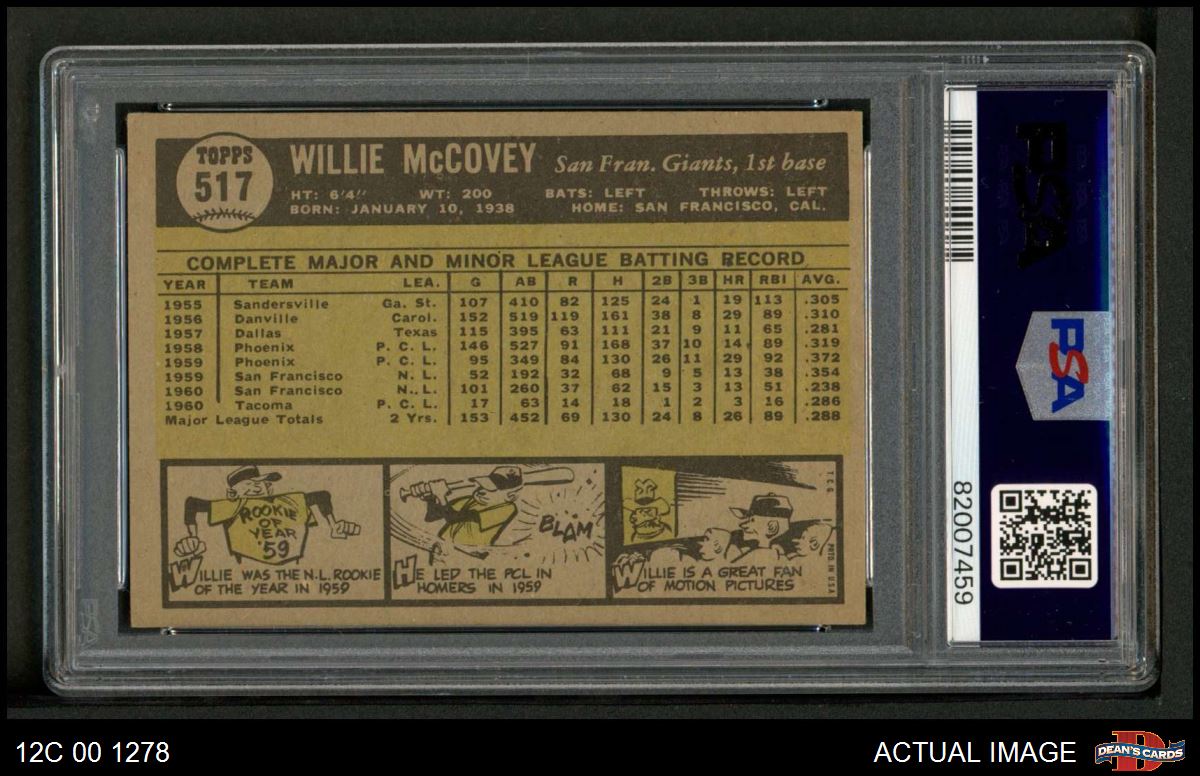 TOPPS
517
WILLIE McCOVEY San Fran. Giants, 1st base
HT: 6'4" WT: 200 BATS: LEFT THROWS: LEFT
BORN: JANUARY 10, 1938 HOME: SAN FRANCISCO, CAL.
COMPLETE MAJOR AND MINOR LEAGUE BATTING RECORD
YEAR TEAM LEA. G AB R H 2B 3B HR RBI AVG.
1955 Sandersville Ga. St. 107 410 82 125 24 1 19 113 .305
1956 Danville Carol. 152 519 119 161 38 8 29 89 .310
1957 Dallas Texas 115 395 63 111 21 9 11 65 .281
1958 Phoenix P. C. L. 146 527 91 168 37 10 14 89 .319
1959 Phoenix P. C. L. 95 349 84 130 26 11 29 92 .372
1959 San Francisco N. L. 52 192 32 68 9 5 13 38 .354
1960 San Francisco N. L. 101 260 37 62 15 3 13 51 .238
1960 Tacoma P. C. L. 17 63 14 18 1 2 3 16 .286
Major League Totals 2 Yrs. 153 452 69 130 24 8 26 89 .288
ROOKIE
OF
YEAR
'59
WILLIE WAS THE N.L. ROOKIE
OF THE YEAR IN 1959
BLAM
HE LED THE PCL IN
HOMERS IN 1959
WILLIE IS A GREAT FAN
OF MOTION PICTURES
T.C.G.
PRTD. IN U.S.A.
PSA
PSA
PSA
82007459
12C 00 1278
ACTUAL IMAGE
DEAN'S CARDS